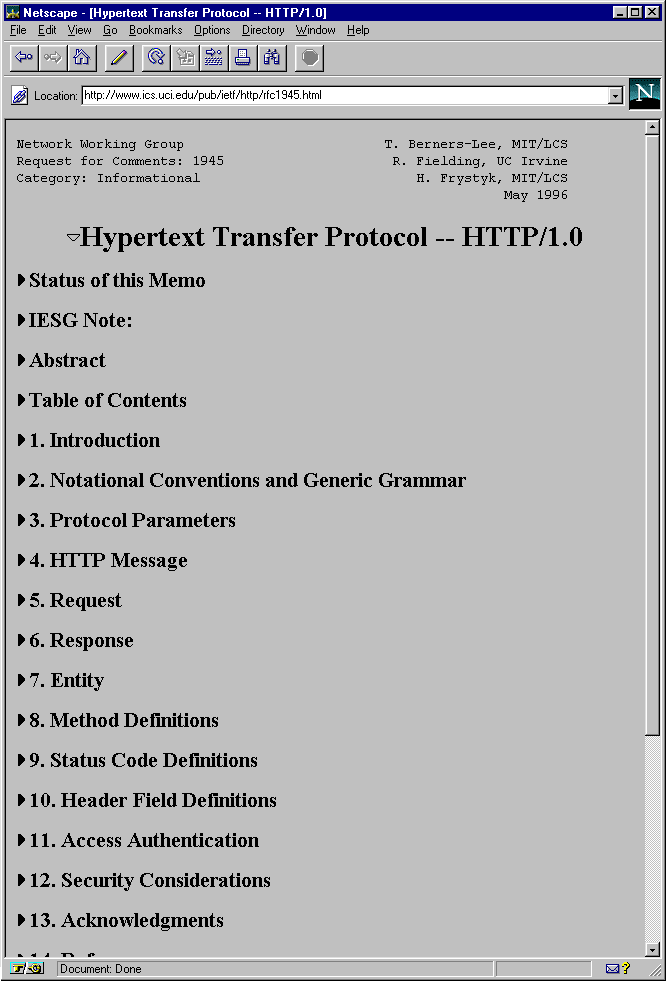 Netscape - [Hypertext Transfer Protocol -- HTTP/1.0]
File Edit View Go Bookmarks Options Directory Window Help
Location: http://www.ics.uci.edu/pub/ietf/http/rfc1945.html
N
Network Working Group T. Berners-Lee, MIT/LCS
Request for Comments: 1945 R. Fielding, UC Irvine
Category: Informational H. Frystyk, MIT/LCS
May 1996
Hypertext Transfer Protocol -- HTTP/1.0
Status of this Memo
IESG Note:
Abstract
Table of Contents
1. Introduction
2. Notational Conventions and Generic Grammar
3. Protocol Parameters
4. HTTP Message
5. Request
6. Response
7. Entity
8. Method Definitions
9. Status Code Definitions
10. Header Field Definitions
11. Access Authentication
12. Security Considerations
13. Acknowledgments
Document: Done